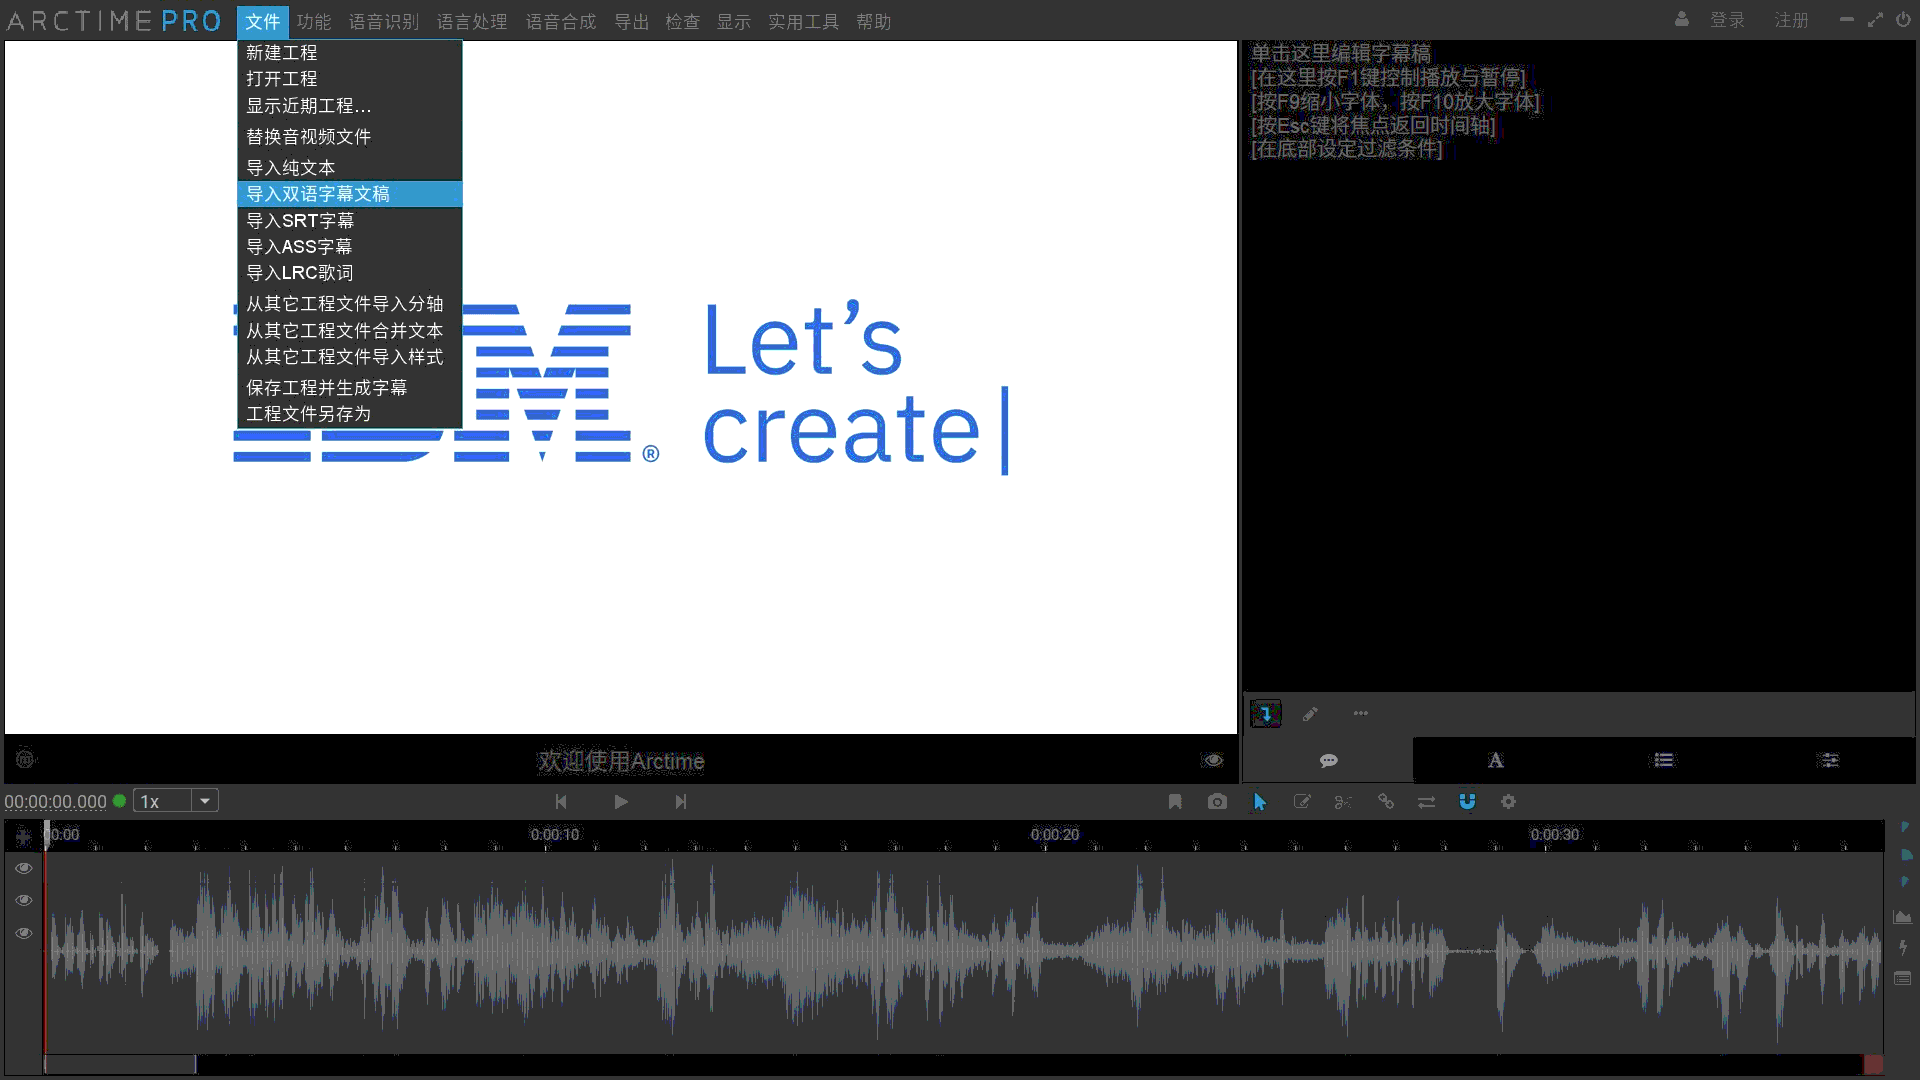 ARCTIME PRO 文件 功能 语音识别 语言处理 语音合成 导出 检查 显示 实用工具 帮助 登录 注册
新建工程
打开工程
显示近期工程...
替换音视频文件
导入纯文本
导入双语字幕文稿
导入SRT字幕
导入ASS字幕
导入LRC歌词
从其它工程文件导入分轴
从其它工程文件合并文本
从其它工程文件导入样式
保存工程并生成字幕
工程文件另存为
单击这里编辑字幕稿
[在这里按F1键控制播放与暂停]
[按F9缩小字体，按F10放大字体]
[按Esc键将焦点返回时间轴]
[在底部设定过滤条件]
IBM®
Let's
create|
欢迎使用Arctime
00:00:00.000 1x
0:00 0:00:10 0:00:20 0:00:30